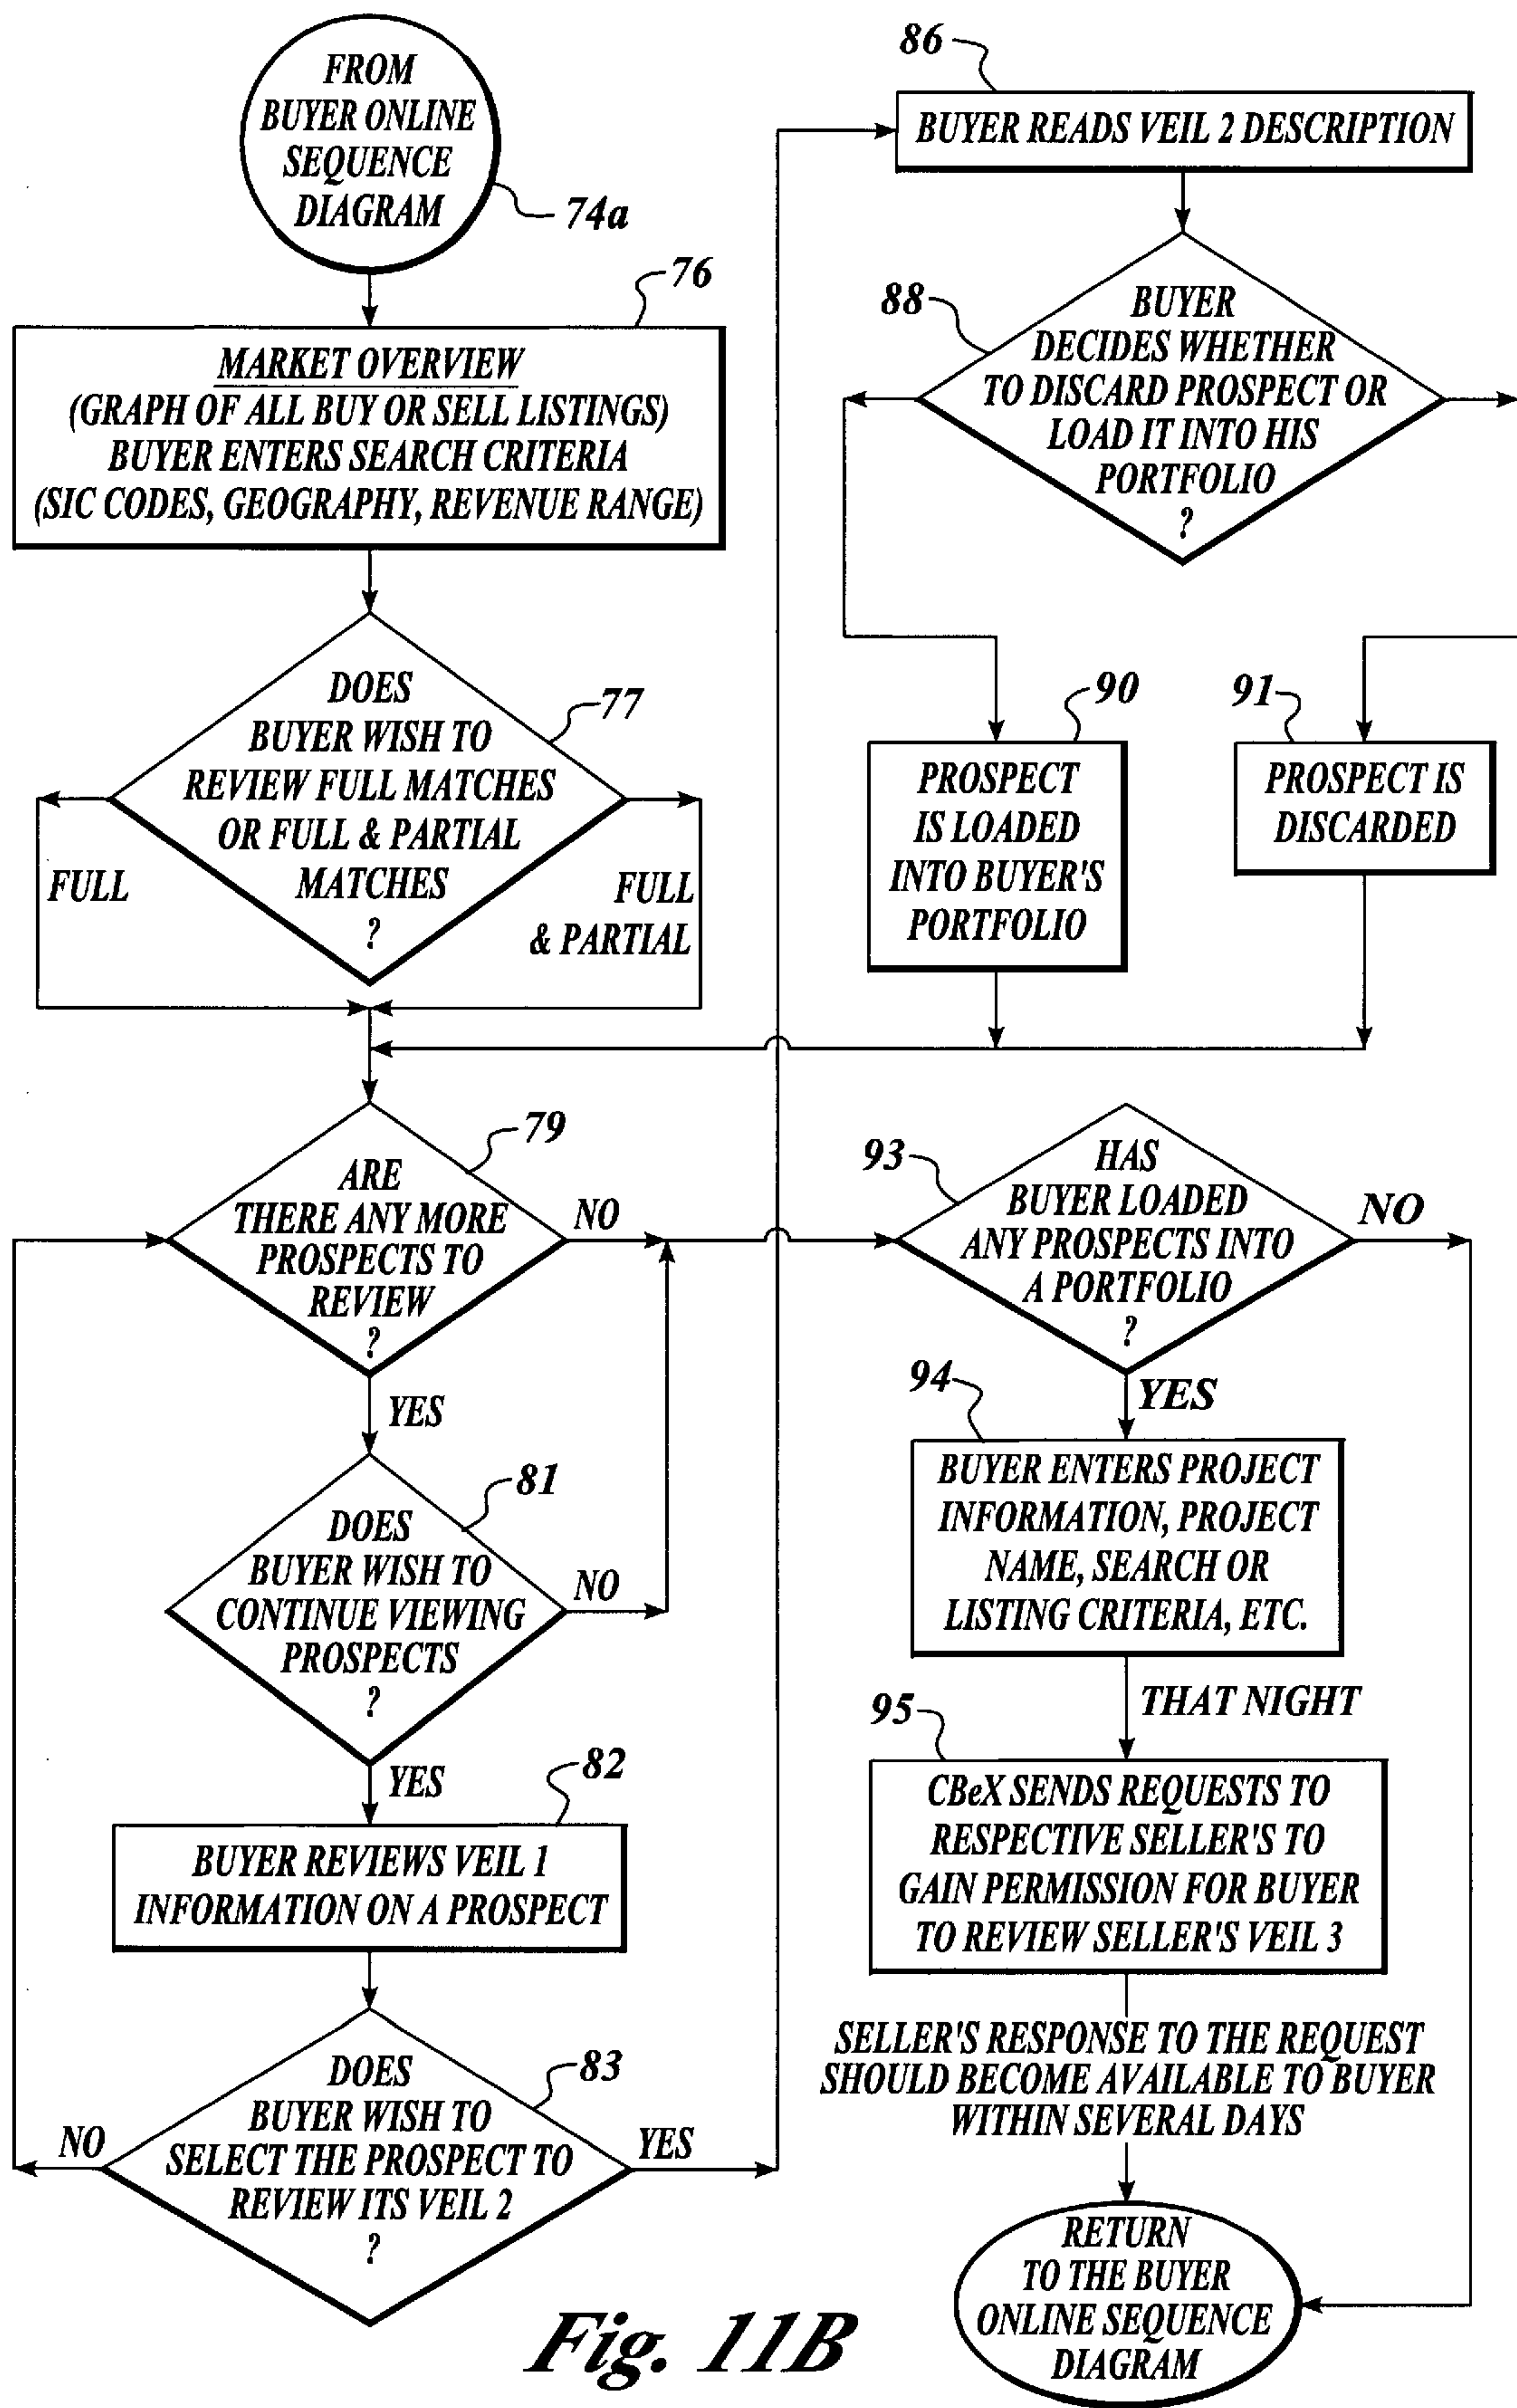 FROM
BUYER ONLINE
SEQUENCE
DIAGRAM
74a
76
MARKET OVERVIEW
(GRAPH OF ALL BUY OR SELL LISTINGS)
BUYER ENTERS SEARCH CRITERIA
(SIC CODES, GEOGRAPHY, REVENUE RANGE)
77
DOES
BUYER WISH TO
REVIEW FULL MATCHES
OR FULL & PARTIAL
MATCHES
?
FULL
FULL
& PARTIAL
79
ARE
THERE ANY MORE
PROSPECTS TO
REVIEW
?
NO
YES
81
DOES
BUYER WISH TO
CONTINUE VIEWING
PROSPECTS
?
NO
YES
82
BUYER REVIEWS VEIL 1
INFORMATION ON A PROSPECT
83
DOES
BUYER WISH TO
SELECT THE PROSPECT TO
REVIEW ITS VEIL 2
?
NO
YES
86
BUYER READS VEIL 2 DESCRIPTION
88
BUYER
DECIDES WHETHER
TO DISCARD PROSPECT OR
LOAD IT INTO HIS
PORTFOLIO
?
90
PROSPECT
IS LOADED
INTO BUYER'S
PORTFOLIO
91
PROSPECT IS
DISCARDED
93
HAS
BUYER LOADED
ANY PROSPECTS INTO
A PORTFOLIO
?
NO
YES
94
BUYER ENTERS PROJECT
INFORMATION, PROJECT
NAME, SEARCH OR
LISTING CRITERIA, ETC.
THAT NIGHT
95
CBeX SENDS REQUESTS TO
RESPECTIVE SELLER'S TO
GAIN PERMISSION FOR BUYER
TO REVIEW SELLER'S VEIL 3
SELLER'S RESPONSE TO THE REQUEST
SHOULD BECOME AVAILABLE TO BUYER
WITHIN SEVERAL DAYS
RETURN
TO THE BUYER
ONLINE SEQUENCE
DIAGRAM
Fig. 11B